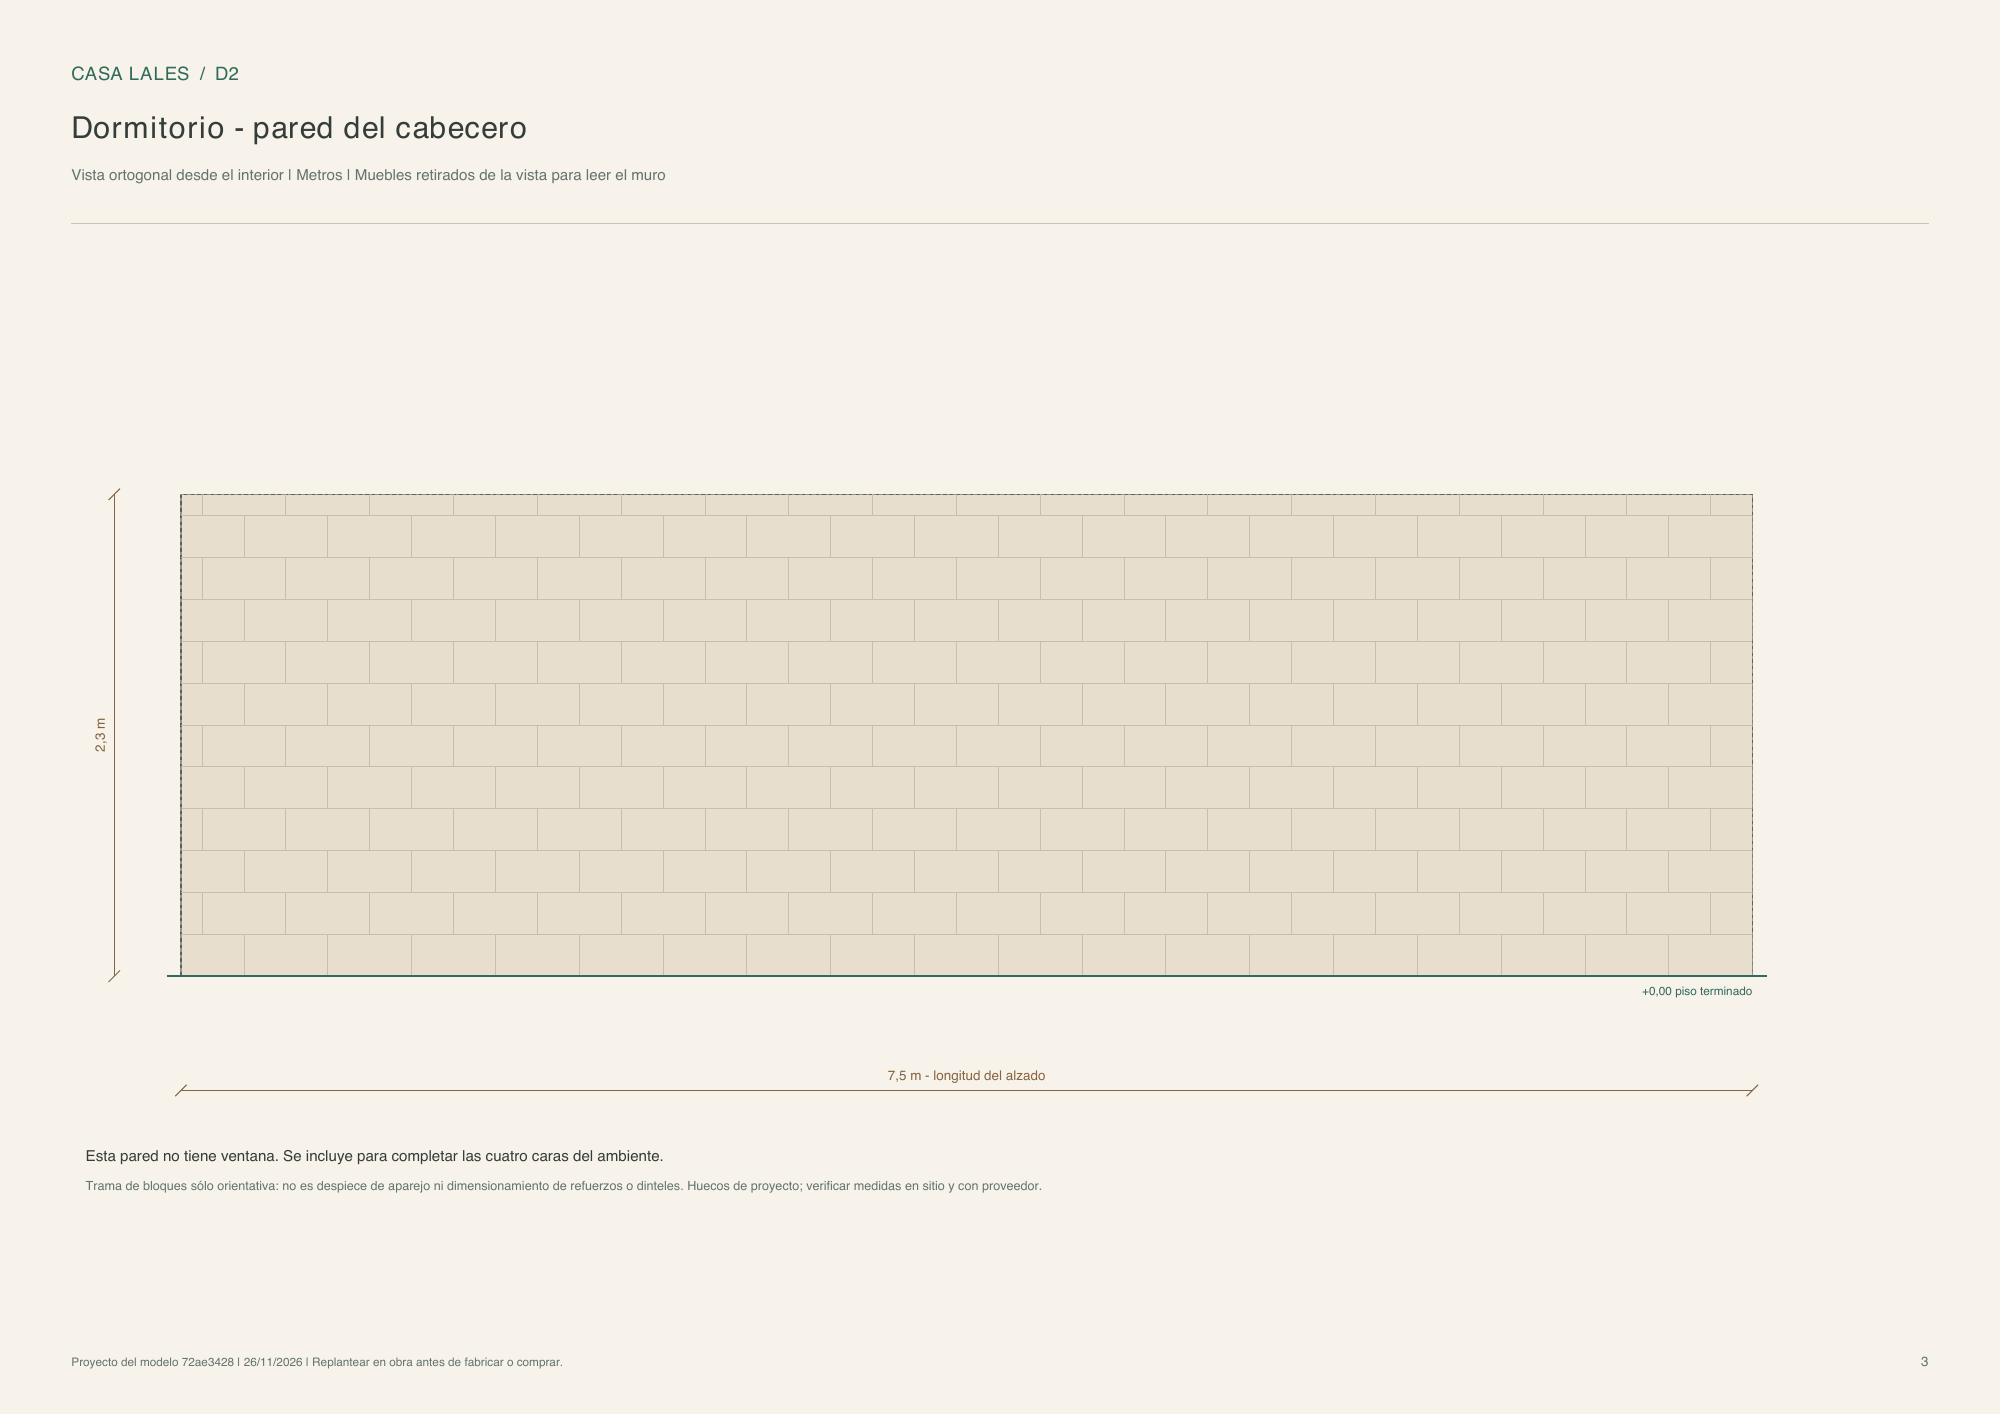 CASA LALES / D2
Dormitorio - pared del cabecero
Vista ortogonal desde el interior | Metros | Muebles retirados de la vista para leer el muro
2,3 m
+0,00 piso terminado
7,5 m - longitud del alzado
Esta pared no tiene ventana. Se incluye para completar las cuatro caras del ambiente.
Trama de bloques sólo orientativa: no es despiece de aparejo ni dimensionamiento de refuerzos o dinteles. Huecos de proyecto; verificar medidas en sitio y con proveedor.
Proyecto del modelo 72ae3428 | 26/11/2026 | Replantear en obra antes de fabricar o comprar.
3